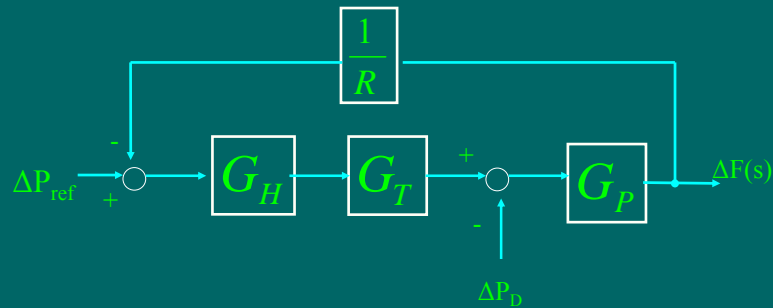 1
R
-
ΔP_ref
+
G_H
G_T
+
-
G_P
ΔF(s)
ΔP_D